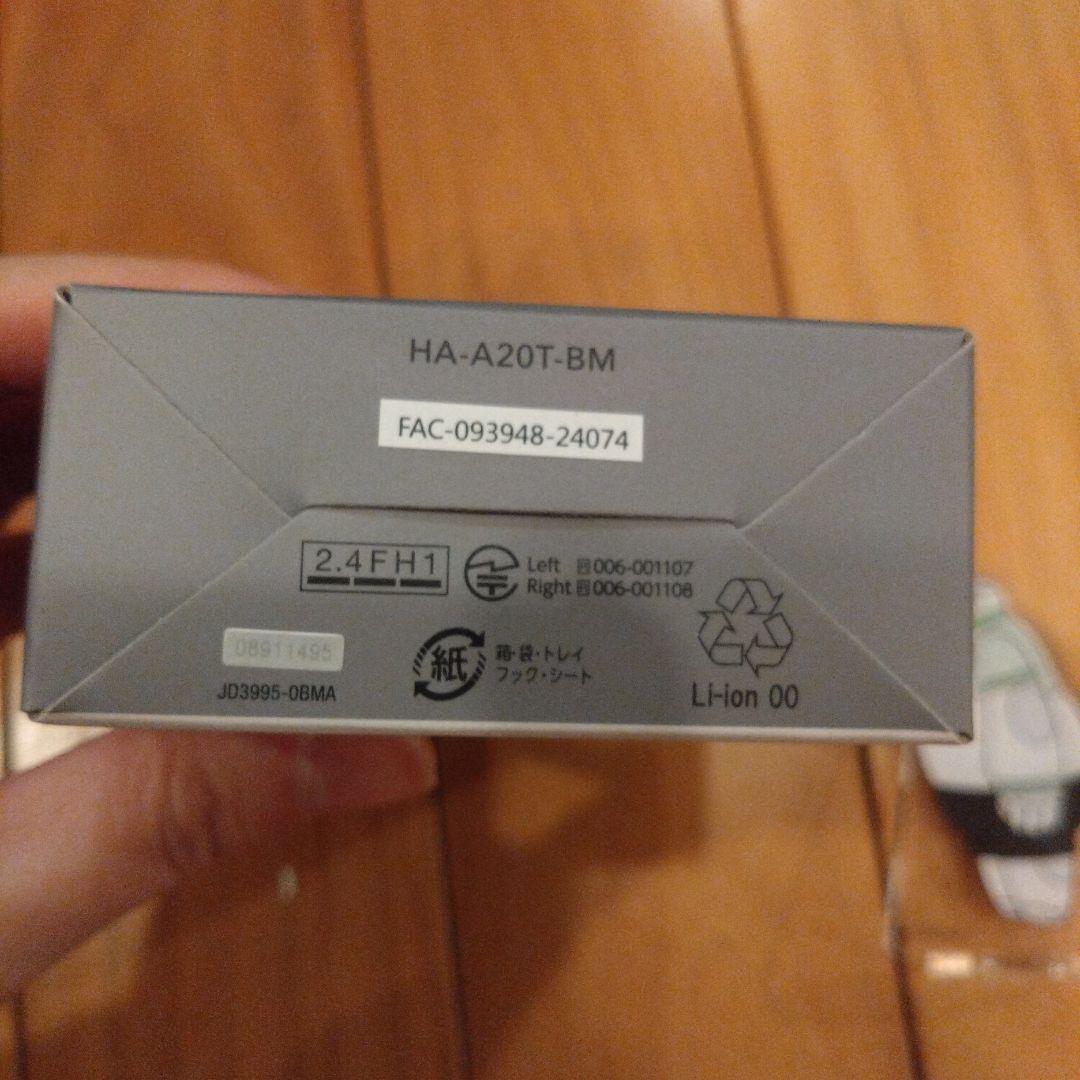 HA-A20T-BM
FAC-093948-24074
2.4FH1
Left R 006-001107
Right R 006-001108
08911495
JD3995-0BMA
紙
箱・袋・トレイ
フック・シート
Li-ion 00